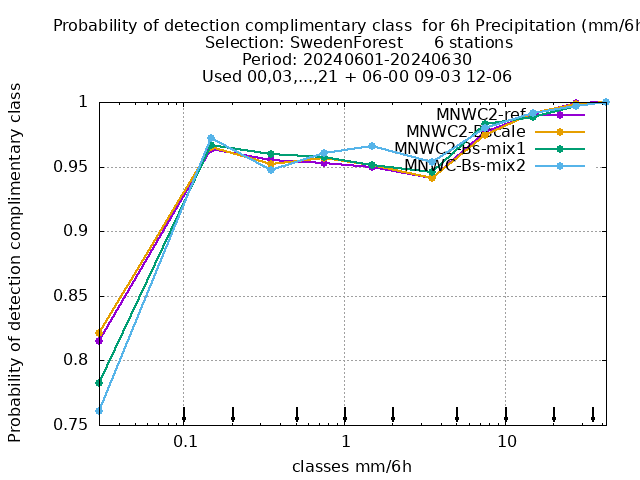 Probability of detection complimentary class  for 6h Precipitation (mm/6h
Selection: SwedenForest      6 stations
Period: 20240601-20240630
Used 00,03,...,21 + 06-00 09-03 12-06
Probability of detection complimentary class
1
0.95
0.9
0.85
0.8
0.75
MNWC2-ref
MNWC2-Bs-mix1
MNWC-Bs-mix2
0.1
1
10
classes mm/6h